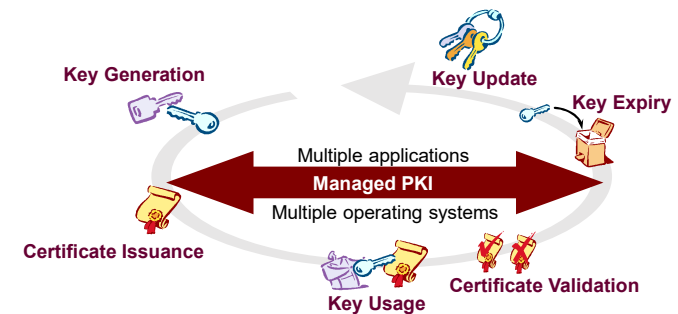 Key Generation
Key Update
Key Expiry
Multiple applications
Managed PKI
Multiple operating systems
Certificate Issuance
Key Usage
Certificate Validation